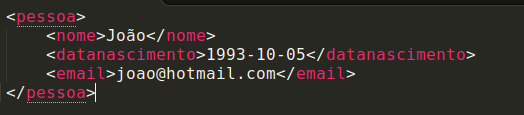 <pessoa>
    <nome>João</nome>
    <datanascimento>1993-10-05</datanascimento>
    <email>joao@hotmail.com</email>
</pessoa>